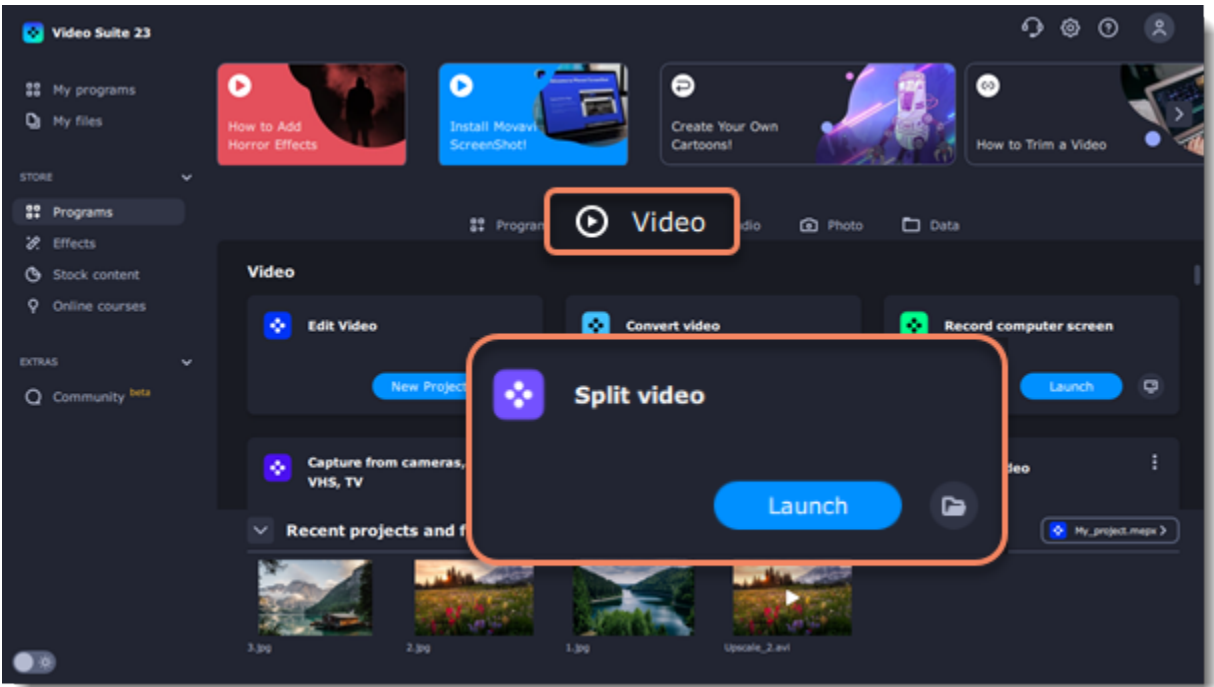 Video Suite 23
My programs
My files
STORE
Programs
Effects
Stock content
Online courses
EXTRAS
Community beta
How to Add
Horror Effects
Install Movavi
ScreenShot!
Create Your Own
Cartoons!
How to Trim a Video
Video
Photo
Data
Video
Edit Video
New Project
Convert video
Record computer screen
Launch
Capture from cameras,
VHS, TV
Split video
Launch
Recent projects and
My_project.mepx
3.jpg
2.jpg
1.jpg
Upscale_2.avi